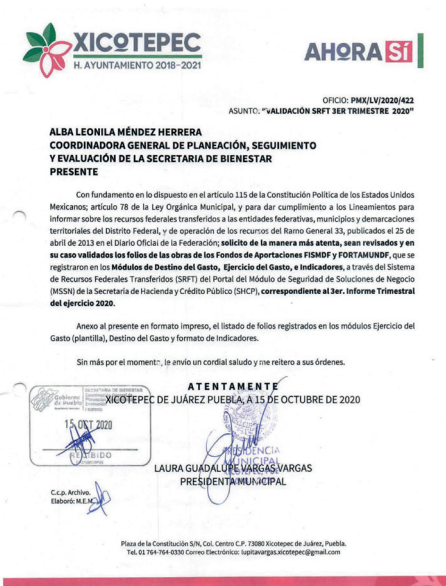 XICOTEPEC
H. AYUNTAMIENTO 2018-2021
AHORA SÍ
OFICIO: PMX/LV/2020/422
ASUNTO: "VALIDACIÓN SRFT 3ER TRIMESTRE 2020"
ALBA LEONILA MÉNDEZ HERRERA
COORDINADORA GENERAL DE PLANEACIÓN, SEGUIMIENTO
Y EVALUACIÓN DE LA SECRETARIA DE BIENESTAR
PRESENTE
Con fundamento en lo dispuesto en el artículo 115 de la Constitución Política de los Estados Unidos
Mexicanos; artículo 78 de la Ley Orgánica Municipal, y para dar cumplimiento a los Lineamientos para
informar sobre los recursos federales transferidos a las entidades federativas, municipios y demarcaciones
territoriales del Distrito Federal, y de operación de los recursos del Ramo General 33, publicados el 25 de
abril de 2013 en el Diario Oficial de la Federación; solicito de la manera más atenta, sean revisados y en
su caso validados los folios de las obras de los Fondos de Aportaciones FISMDF Y FORTAMUNDF, que se
registraron en los Módulos de Destino del Gasto, Ejercicio del Gasto, e Indicadores, a través del Sistema
de Recursos Federales Transferidos (SRFT) del Portal del Módulo de Seguridad de Soluciones de Negocio
(MSSN) de la Secretaría de Hacienda y Crédito Público (SHCP), correspondiente al 3er. Informe Trimestral
del ejercicio 2020.
Anexo al presente en formato impreso, el listado de folios registrados en los módulos Ejercicio del
Gasto (plantilla), Destino del Gasto y formato de Indicadores.
Sin más por el momento, le envío un cordial saludo y me reitero a sus órdenes.
ATENTAMENTE
XICOTEPEC DE JUÁREZ PUEBLA, A 15 DE OCTUBRE DE 2020
Gobierno
de Puebla
SECRETARÍA DE BIENESTAR
15 OCT 2020
RECIBIDO
PRESIDENCIA
MUNICIPAL
LAURA GUADALUPE VARGAS VARGAS
PRESIDENTA MUNICIPAL
C.c.p. Archivo.
Elaboró: M.E.M.C.
Plaza de la Constitución S/N, Col. Centro C.P. 73080 Xicotepec de Juárez, Puebla.
Tel. 01 764-764-0330 Correo Electrónico: lupitavargas.xicotepec@gmail.com